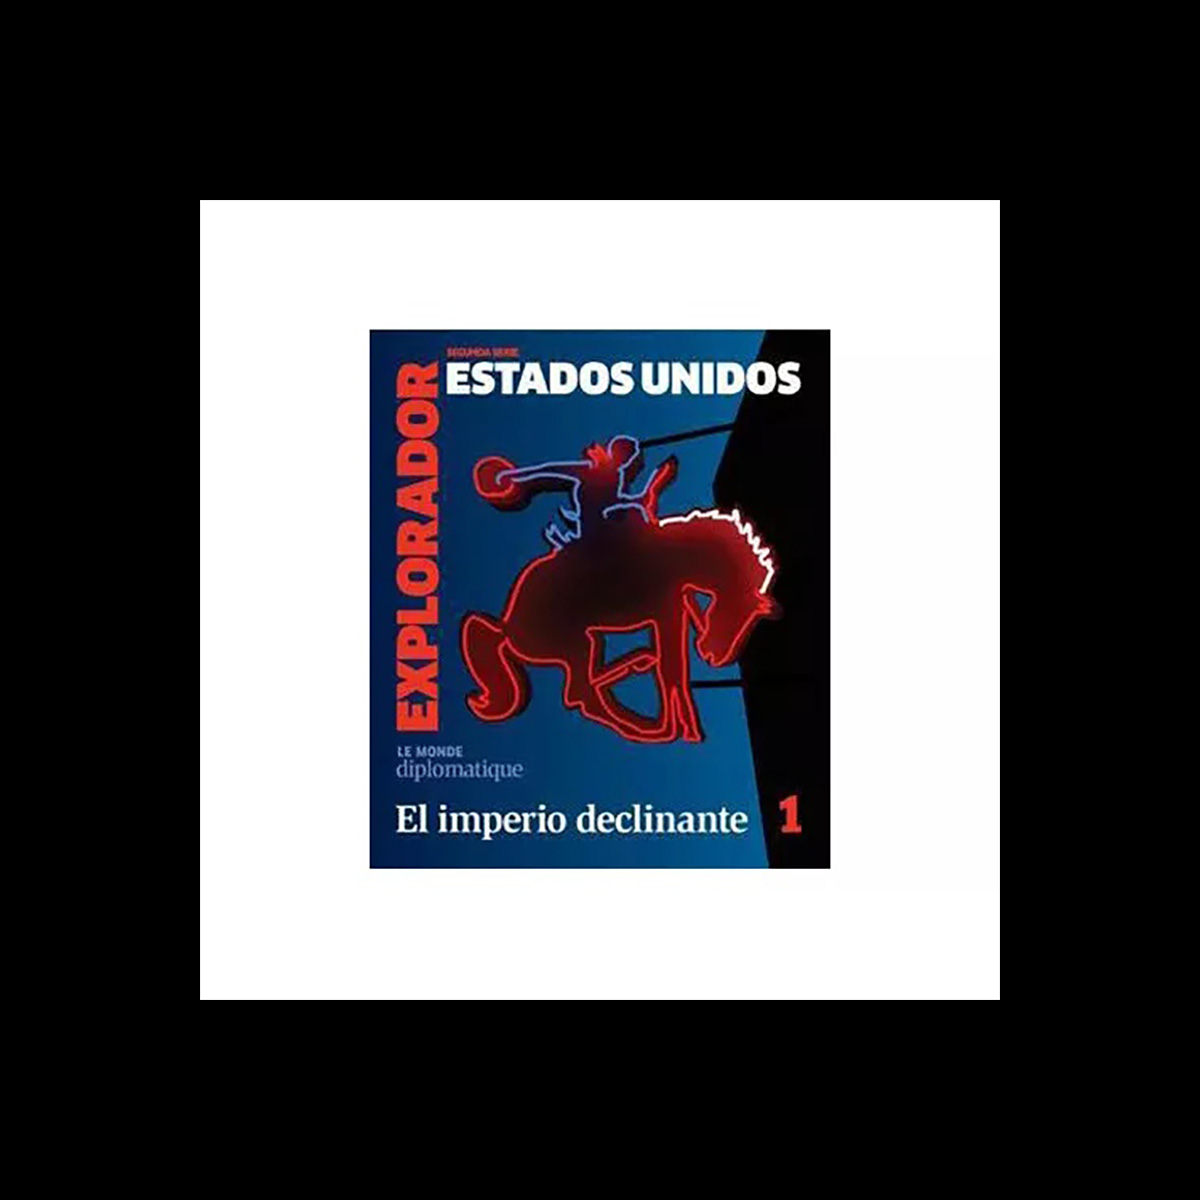 SEGUNDA SERIE
ESTADOS UNIDOS
EXPLORADOR
LE MONDE
diplomatique
El imperio declinante
1